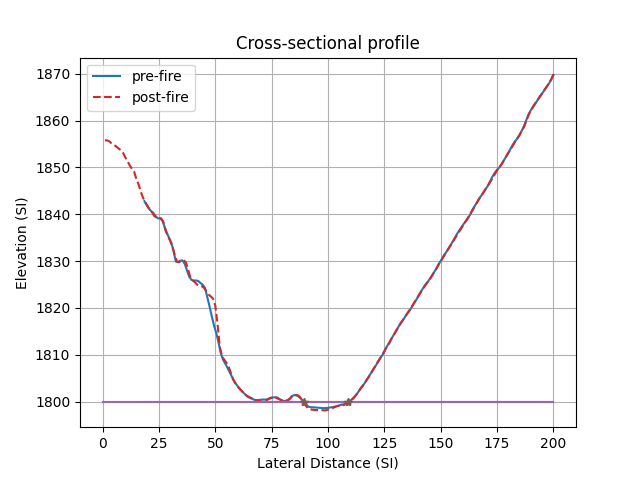 Cross-sectional profile
pre-fire
post-fire
Elevation (SI)
1870
1860
1850
1840
1830
1820
1810
1800
0 25 50 75 100 125 150 175 200
Lateral Distance (SI)